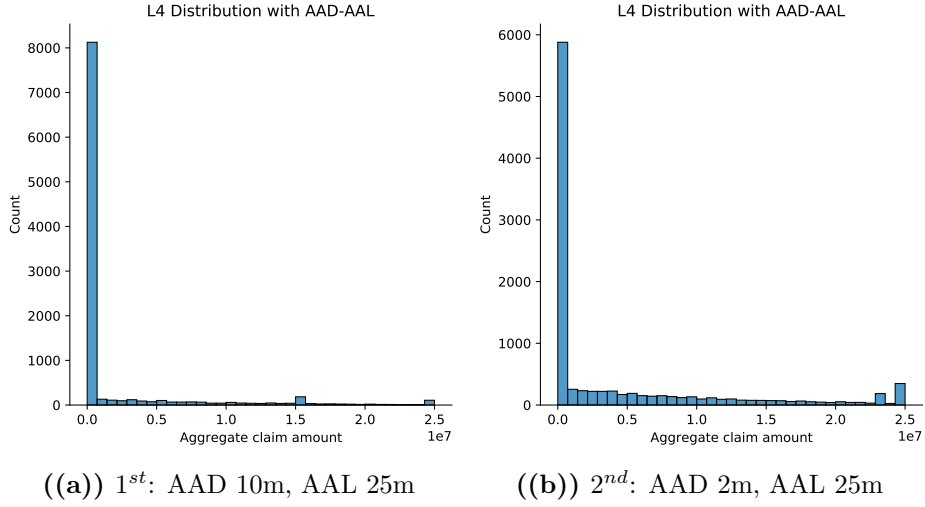 L4 Distribution with AAD-AAL
8000
7000
6000
5000
4000
3000
2000
1000
0
Count
0.0 0.5 1.0 1.5 2.0 2.5
1e7
Aggregate claim amount
((a)) 1st: AAD 10m, AAL 25m
L4 Distribution with AAD-AAL
6000
5000
4000
3000
2000
1000
0
Count
0.0 0.5 1.0 1.5 2.0 2.5
1e7
Aggregate claim amount
((b)) 2nd: AAD 2m, AAL 25m